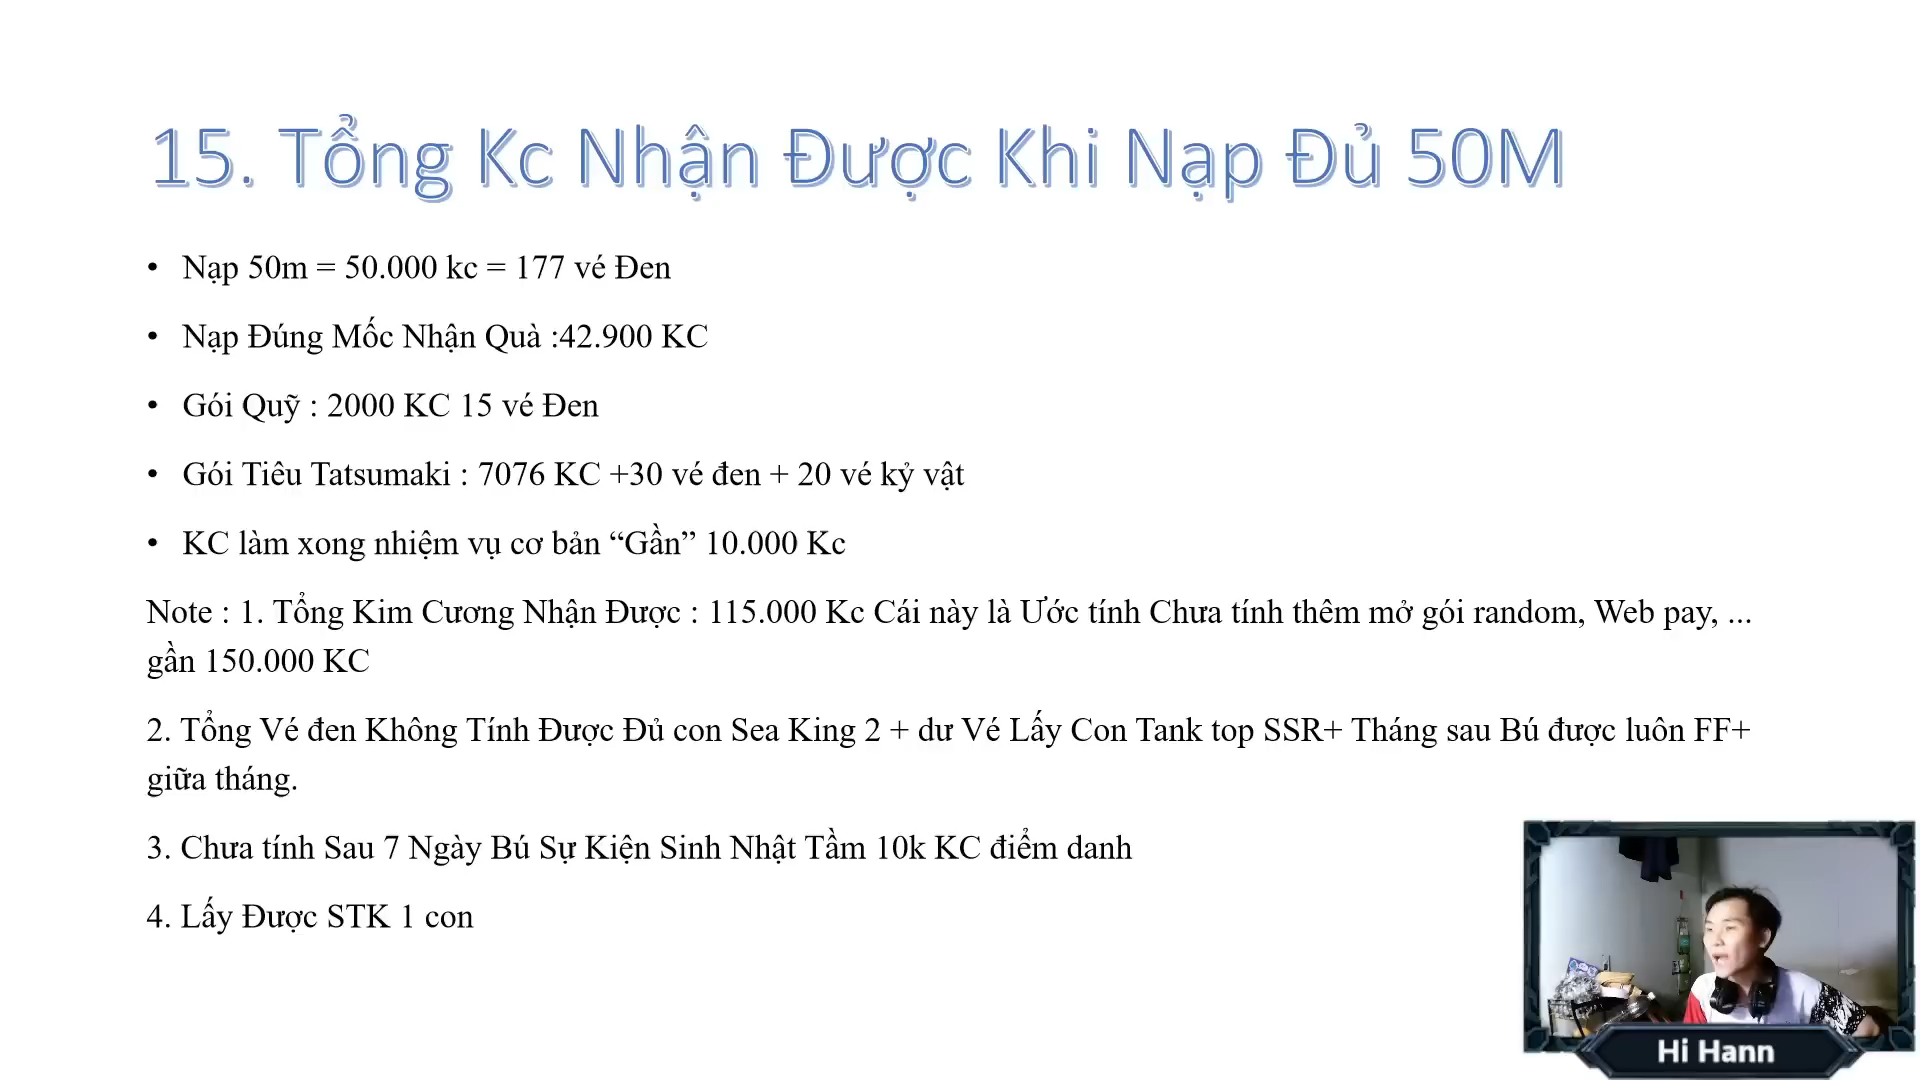 15. Tổng Kc Nhận Được Khi Nạp Đủ 50M
• Nạp 50m = 50.000 kc = 177 vé Đen
• Nạp Đúng Mốc Nhận Quà :42.900 KC
• Gói Quỹ : 2000 KC 15 vé Đen
• Gói Tiêu Tatsumaki : 7076 KC +30 vé đen + 20 vé kỷ vật
• KC làm xong nhiệm vụ cơ bản “Gần” 10.000 Kc
Note : 1. Tổng Kim Cương Nhận Được : 115.000 Kc Cái này là Ước tính Chưa tính thêm mở gói random, Web pay, ...
gần 150.000 KC
2. Tổng Vé đen Không Tính Được Đủ con Sea King 2 + dư Vé Lấy Con Tank top SSR+ Tháng sau Bú được luôn FF+
giữa tháng.
3. Chưa tính Sau 7 Ngày Bú Sự Kiện Sinh Nhật Tầm 10k KC điểm danh
4. Lấy Được STK 1 con
Hi Hann